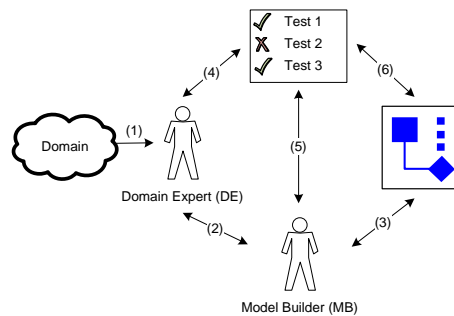 Test 1
Test 2
Test 3
(4)
(6)
(1)
Domain
(5)
Domain Expert (DE)
(2)
(3)
Model Builder (MB)